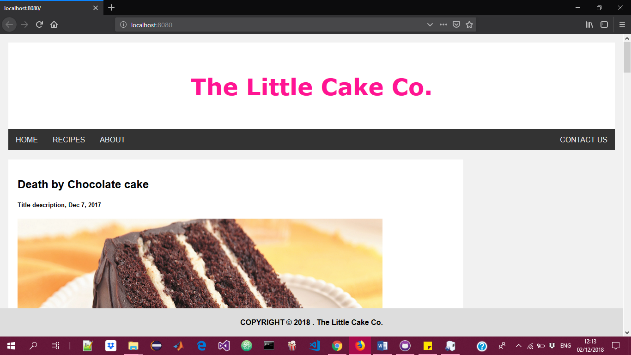 localhost:8080/
localhost:8080
The Little Cake Co.
HOME RECIPES ABOUT CONTACT US
Death by Chocolate cake
Title description, Dec 7, 2017
COPYRIGHT © 2018 . The Little Cake Co.
ENG
12:13
02/12/2018